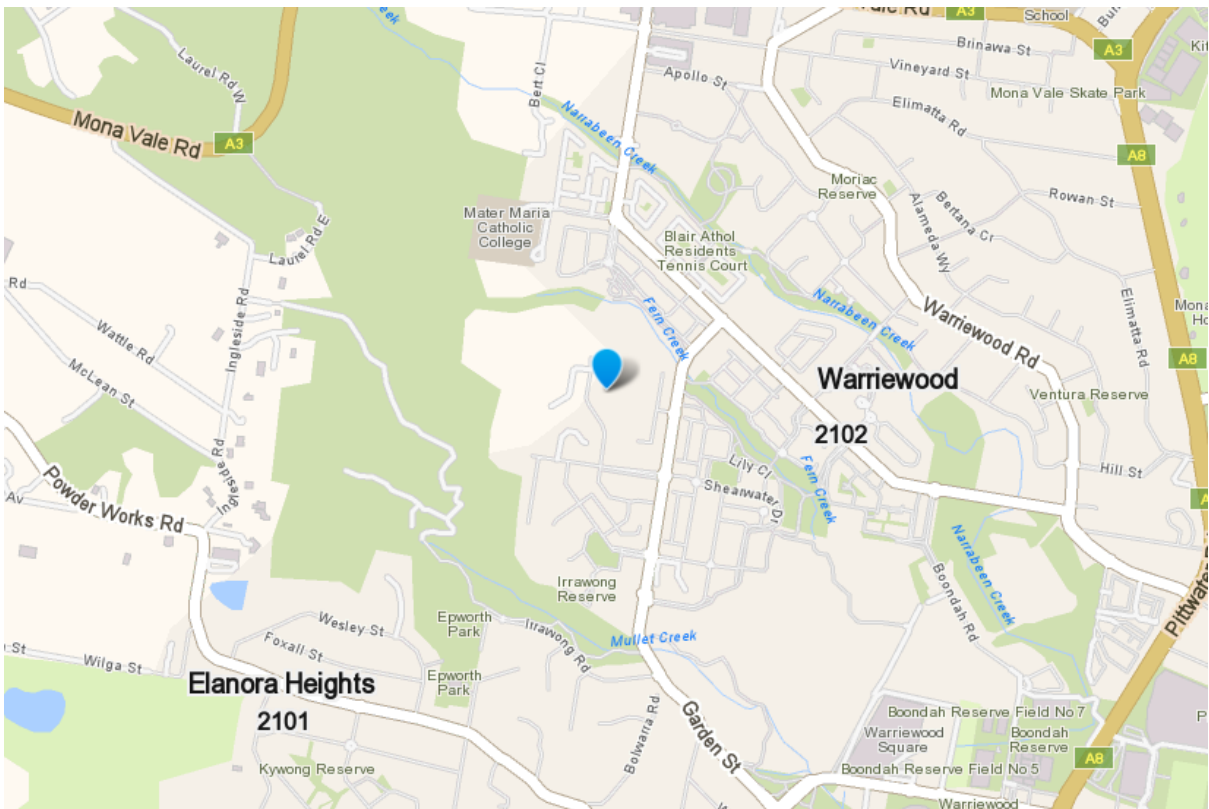 A3
School
Brinawa St
Vineyard St
Mona Vale Skate Park
A3
Apollo St
Bert Cl
Laurel Rd W
Elimatta Rd
A8
Mona Vale Rd
A3
Narrabeen Creek
Moriac
Reserve
Rowan St
Bertana Cr
Alameda Wy
Mater Maria
Catholic
College
Blair Athol
Residents
Tennis Court
Laurel Rd E
Rd
Wattle Rd
McLean St
Ingleside Rd
Fern Creek
Narrabeen Creek
Warriewood Rd
Elimatta Rd
A8
Warriewood
2102
Ventura Reserve
Hill St
Lily Cl
Shearwater Dr
Fern Creek
Ingleside Rd
Powder Works Rd
Av
Narrabeen Creek
Boondah Rd
Irrawong
Reserve
Epworth
Park
Wesley St
Foxall St
Irrawong Rd
Mullet Creek
St
Wilga St
Epworth
Park
Elanora Heights
2101
Kywong Reserve
Bolwarra Rd
Garden St
Boondah Reserve Field No 7
Warriewood
Square
Boondah
Reserve
Boondah Reserve Field No 5
A8
Warriewood